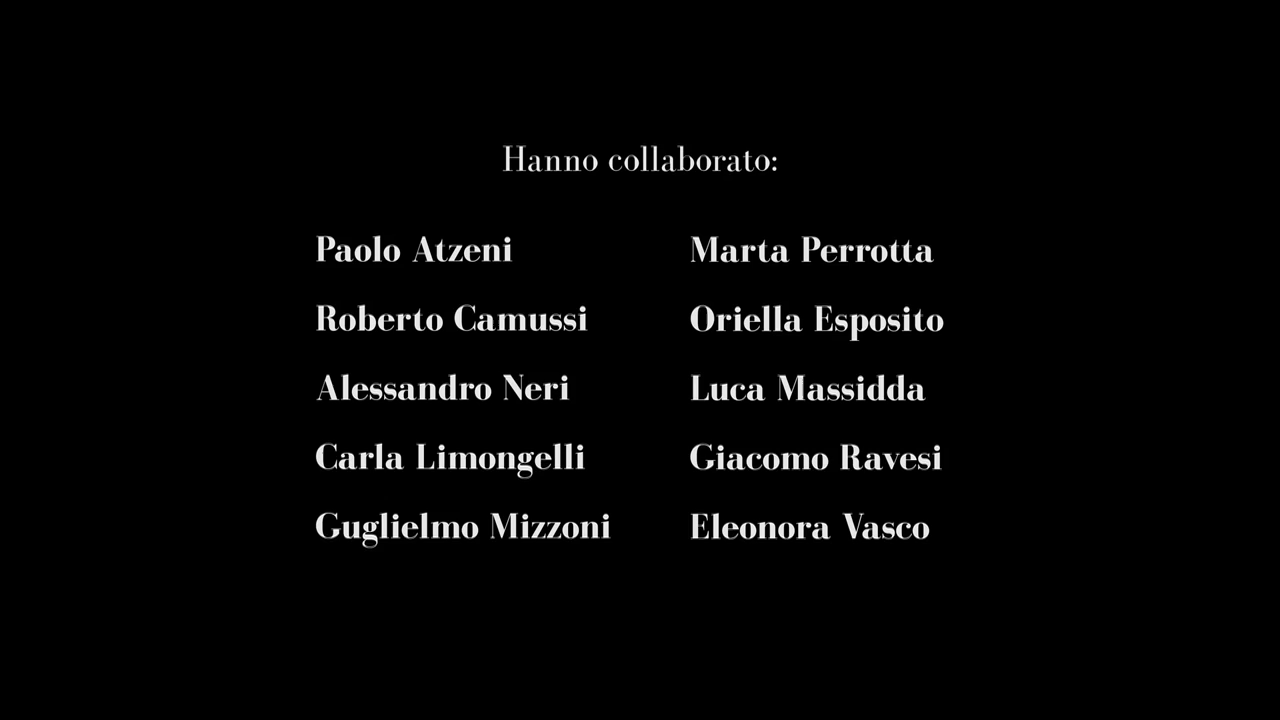 Hanno collaborato:
Paolo Atzeni
Roberto Camussi
Alessandro Neri
Carla Limongelli
Guglielmo Mizzoni
Marta Perrotta
Oriella Esposito
Luca Massidda
Giacomo Ravesi
Eleonora Vasco